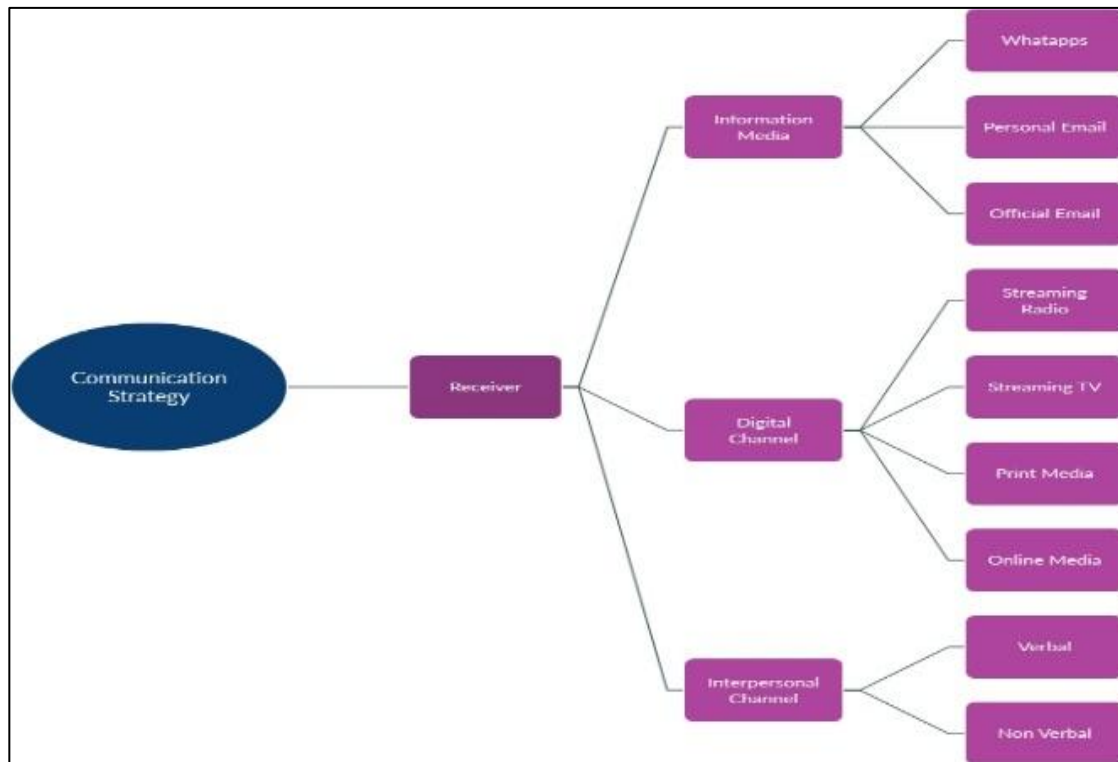 Communication
Strategy
Receiver
Information
Media
Whatapps
Personal Email
Official Email
Digital
Channel
Streaming
Radio
Streaming TV
Print Media
Online Media
Interpersonal
Channel
Verbal
Non Verbal